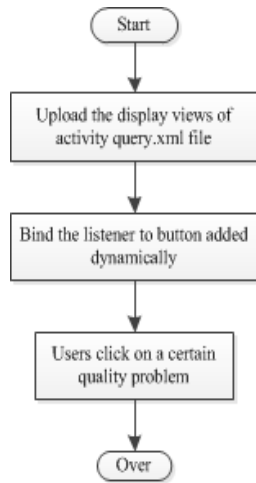 Start
Upload the display views of
activity query.xml file
Bind the listener to button added
dynamically
Users click on a certain
quality problem
Over